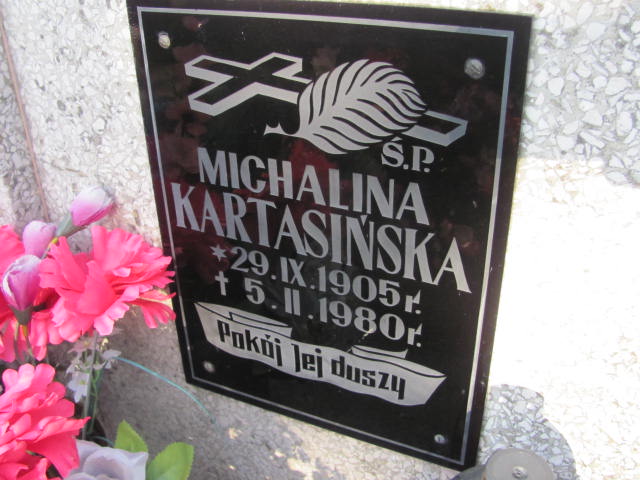 Ś.P.
MICHALINA
KARTASIŃSKA
* 29.IX.1905r.
† 5.II.1980r.
Pokój Jej duszy